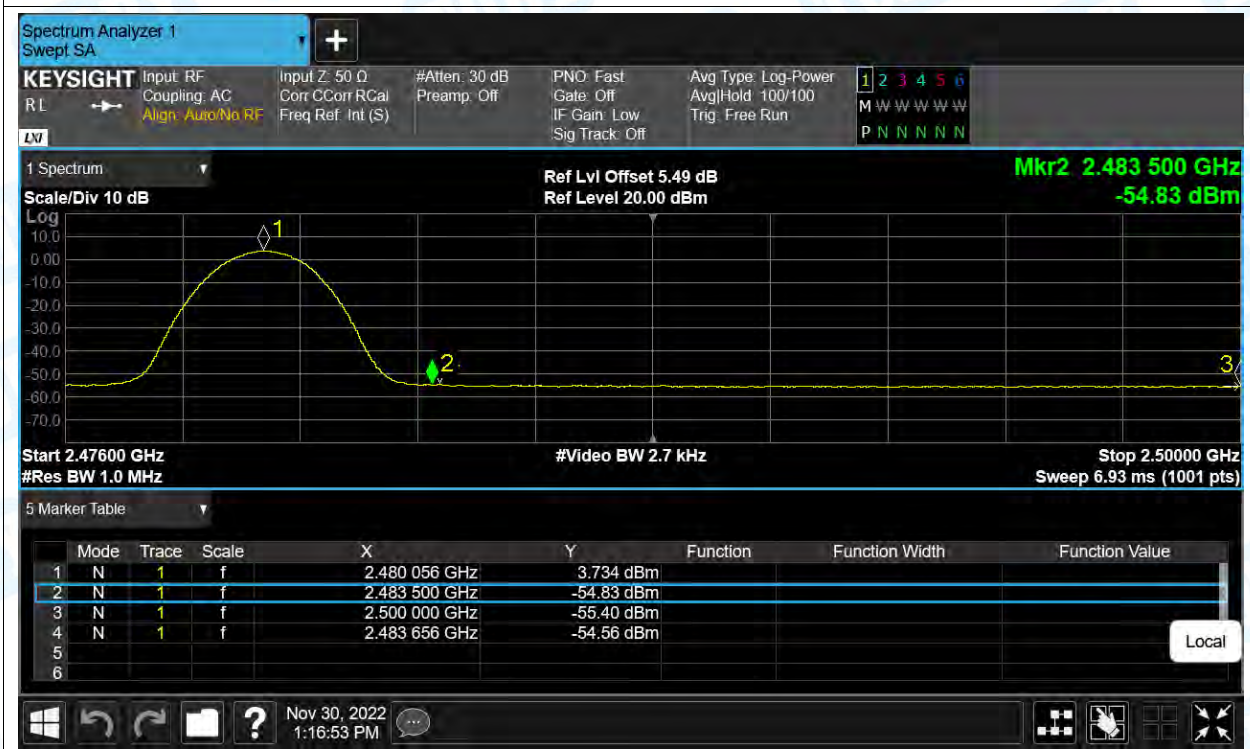 Spectrum Analyzer 1
Swept SA
+
KEYSIGHT Input: RF Input Z: 50 Ω #Atten: 30 dB PNO: Fast Avg Type: Log-Power 1 2 3 4 5 6
R L Coupling: AC Corr CCorr RCal Preamp: Off Gate: Off Avg|Hold: 100/100 M W W W W W
Align: Auto/No RF Freq Ref: Int (S) IF Gain: Low Trig: Free Run
LXI Sig Track: Off P N N N N N
1 Spectrum
Ref Lvl Offset 5.49 dB Mkr2 2.483 500 GHz
Scale/Div 10 dB Ref Level 20.00 dBm -54.83 dBm
Log
10.0
0.00
-10.0
-20.0
-30.0
-40.0
-50.0
-60.0
-70.0
1
2
3
Start 2.47600 GHz #Video BW 2.7 kHz Stop 2.50000 GHz
#Res BW 1.0 MHz Sweep 6.93 ms (1001 pts)
5 Marker Table
Mode Trace Scale X Y Function Function Width Function Value
1 N 1 f 2.480 056 GHz 3.734 dBm
2 N 1 f 2.483 500 GHz -54.83 dBm
3 N 1 f 2.500 000 GHz -55.40 dBm
4 N 1 f 2.483 656 GHz -54.56 dBm
5
6
Local
? Nov 30, 2022
1:16:53 PM